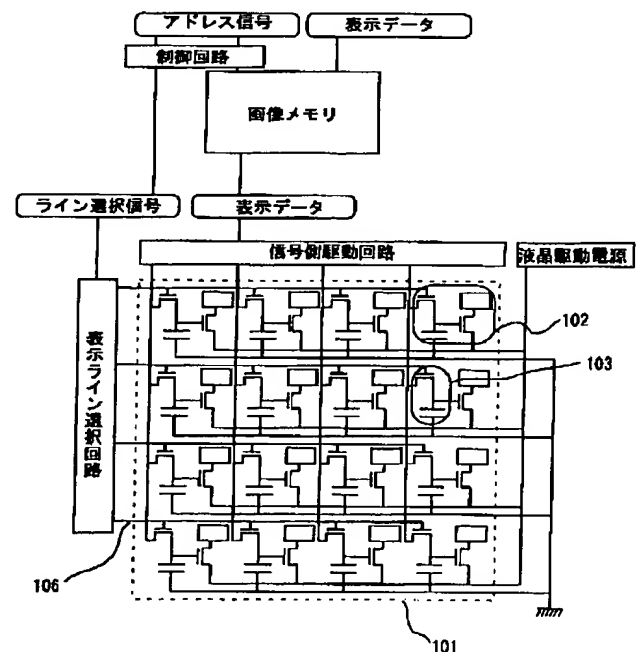 アドレス信号
表示データ
制御回路
画像メモリ
ライン選択信号
表示データ
信号側駆動回路
液晶駆動電源
表示ライン選択回路
102
103
106
101